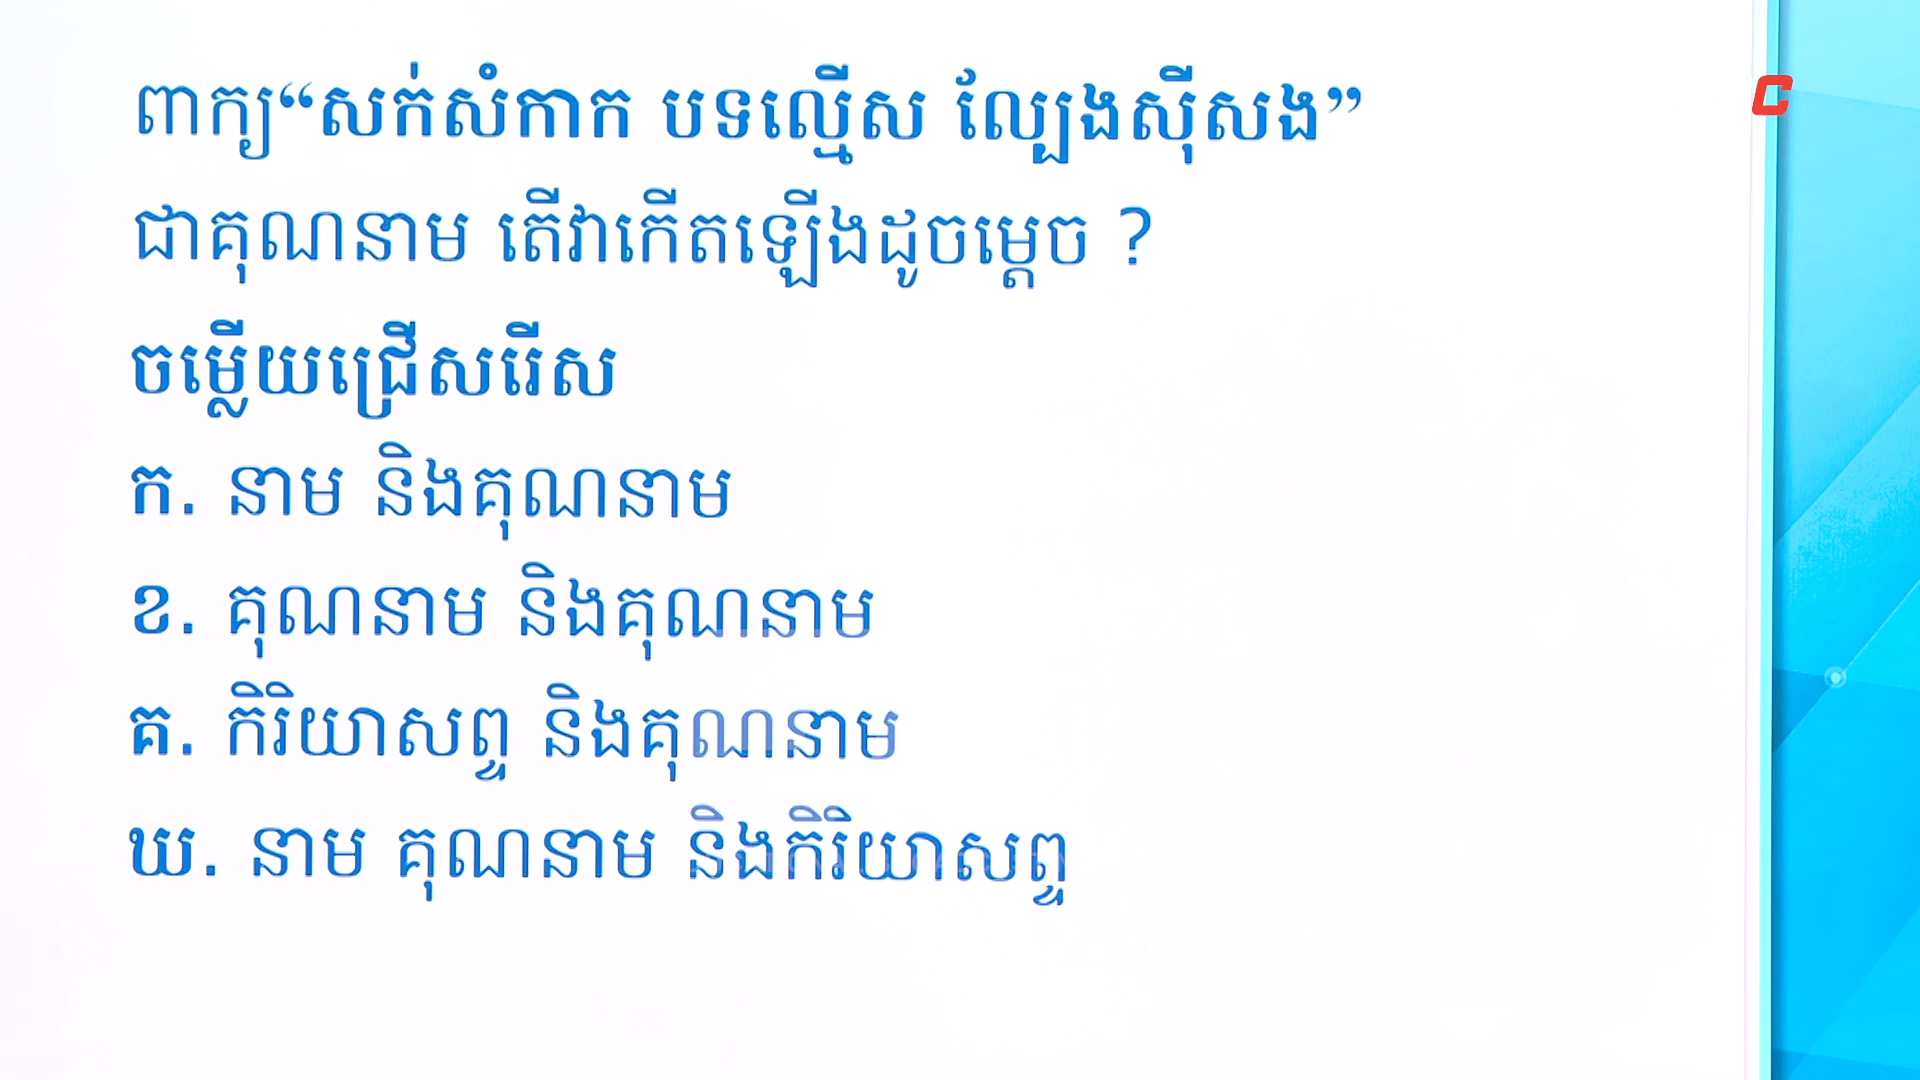 ពាក្យ“សក់សំកាក បទល្មើស ល្បែងស៊ីសង”
ជាគុណនាម តើវាកើតឡើងដូចម្ដេច ?
ចម្លើយជ្រើសរើស
ក. នាម និងគុណនាម
ខ. គុណនាម និងគុណនាម
គ. កិរិយាសព្ទ និងគុណនាម
ឃ. នាម គុណនាម និងកិរិយាសព្ទ